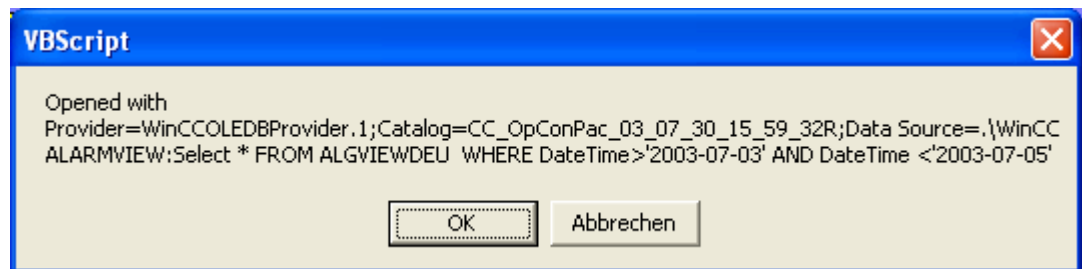 VBScript
Opened with
Provider=WinCCOLEDBProvider.1;Catalog=CC_OpConPac_03_07_30_15_59_32R;Data Source=.\WinCC
ALARMVIEW:Select * FROM ALGVIEWDEU  WHERE DateTime>'2003-07-03' AND DateTime <'2003-07-05'
OK
Abbrechen